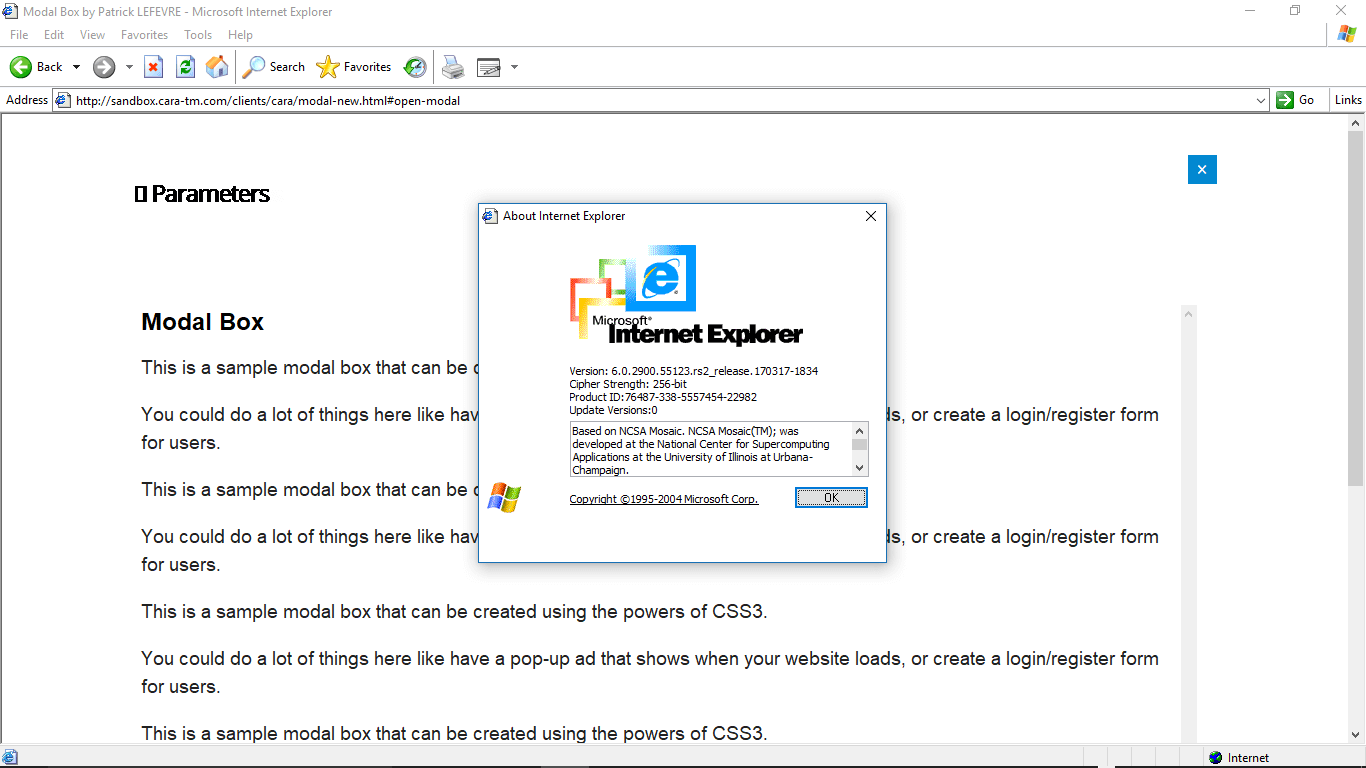 Modal Box by Patrick LEFEVRE - Microsoft Internet Explorer
File Edit View Favorites Tools Help
Back Search Favorites
Address http://sandbox.cara-tm.com/clients/cara/modal-new.html#open-modal Go Links
Parameters
About Internet Explorer
Microsoft®
Internet Explorer
Version: 6.0.2900.55123.rs2_release.170317-1834
Cipher Strength: 256-bit
Product ID:76487-338-5557454-22982
Update Versions:0
Based on NCSA Mosaic. NCSA Mosaic(TM); was
developed at the National Center for Supercomputing
Applications at the University of Illinois at Urbana-
Champaign.
Copyright ©1995-2004 Microsoft Corp. OK
Modal Box
This is a sample modal box that can be
You could do a lot of things here like hav ds, or create a login/register form
for users.
This is a sample modal box that can be
You could do a lot of things here like hav ds, or create a login/register form
for users.
This is a sample modal box that can be created using the powers of CSS3.
You could do a lot of things here like have a pop-up ad that shows when your website loads, or create a login/register form
for users.
This is a sample modal box that can be created using the powers of CSS3.
Internet